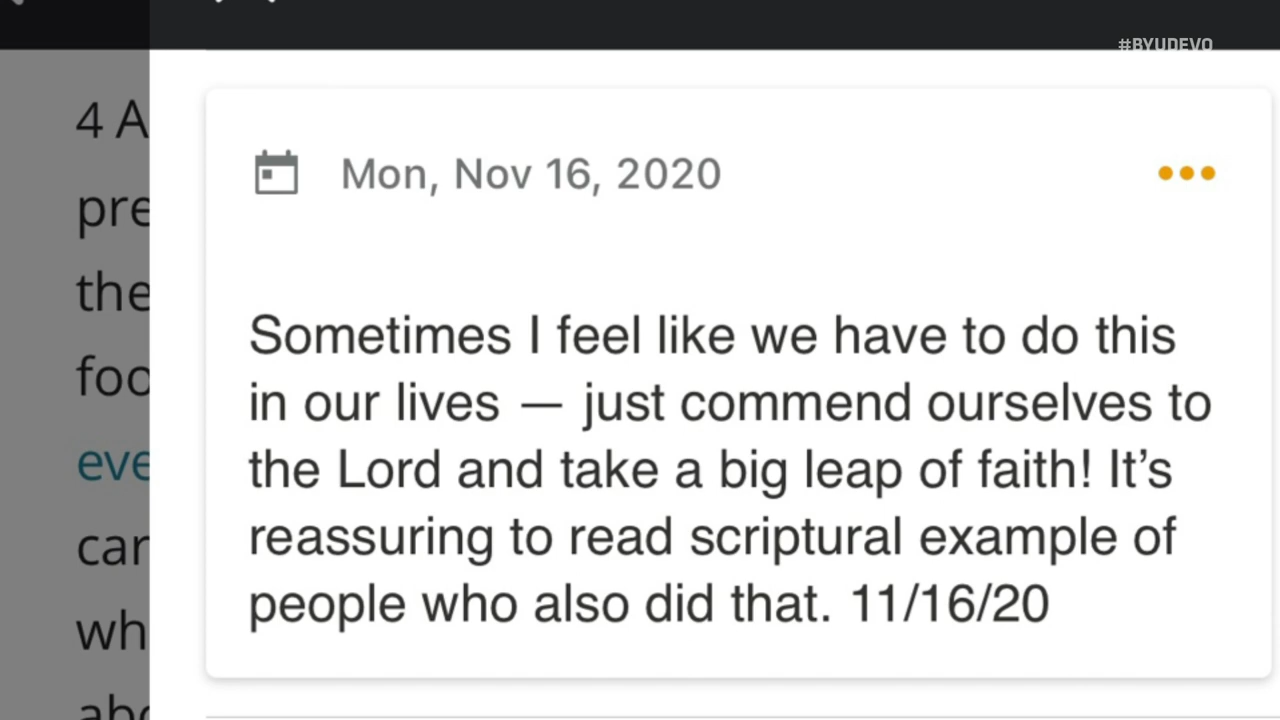 #BYUDEVO
4 A
pre
the
foo
eve
car
wh
Mon, Nov 16, 2020
Sometimes I feel like we have to do this
in our lives — just commend ourselves to
the Lord and take a big leap of faith! It’s
reassuring to read scriptural example of
people who also did that. 11/16/20